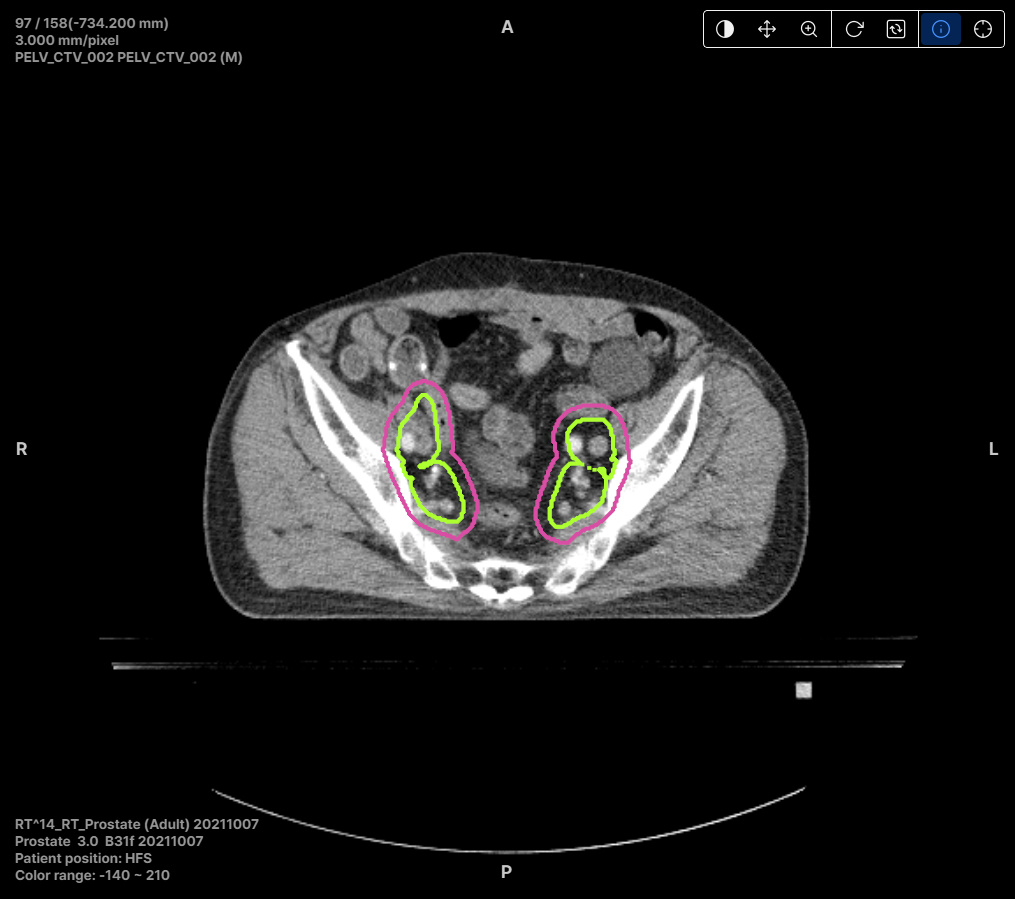 97 / 158(-734.200 mm)
3.000 mm/pixel
PELV_CTV_002 PELV_CTV_002 (M)
A
R
L
RT^14_RT_Prostate (Adult) 20211007
Prostate 3.0 B31f 20211007
Patient position: HFS
Color range: -140 ~ 210
P